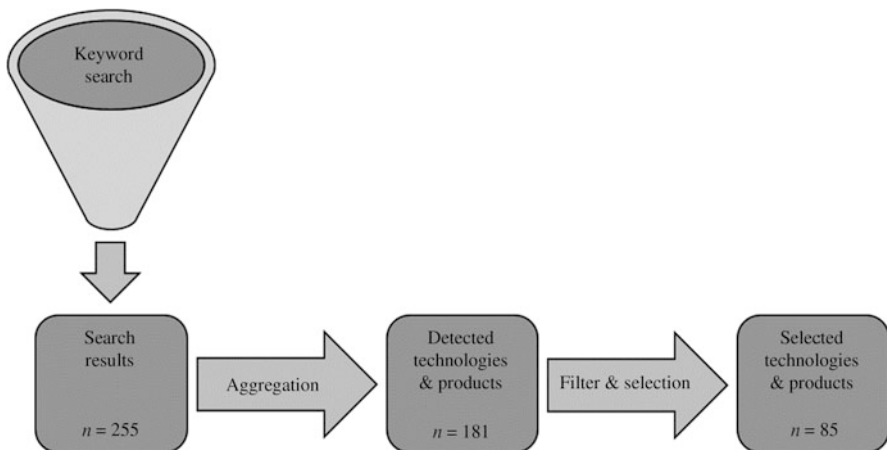 Keyword
search
Search
results
n = 255
Aggregation
Detected
technologies
& products
n = 181
Filter & selection
Selected
technologies
& products
n = 85